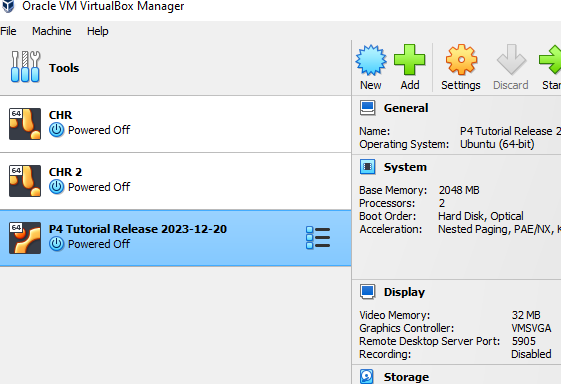 Oracle VM VirtualBox Manager
File Machine Help
Tools
New Add Settings Discard Star
64 CHR
Powered Off
64 CHR 2
Powered Off
64 P4 Tutorial Release 2023-12-20
Powered Off
General
Name: P4 Tutorial Release 2
Operating System: Ubuntu (64-bit)
System
Base Memory: 2048 MB
Processors: 2
Boot Order: Hard Disk, Optical
Acceleration: Nested Paging, PAE/NX, K
Display
Video Memory: 32 MB
Graphics Controller: VMSVGA
Remote Desktop Server Port: 5905
Recording: Disabled
Storage